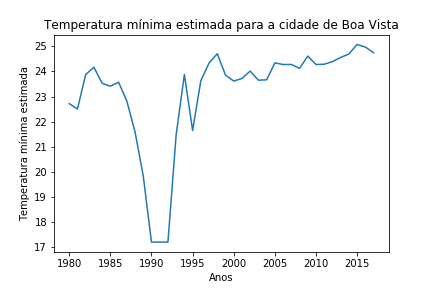 Temperatura mínima estimada para a cidade de Boa Vista
Temperatura mínima estimada
25
24
23
22
21
20
19
18
17
1980 1985 1990 1995 2000 2005 2010 2015
Anos